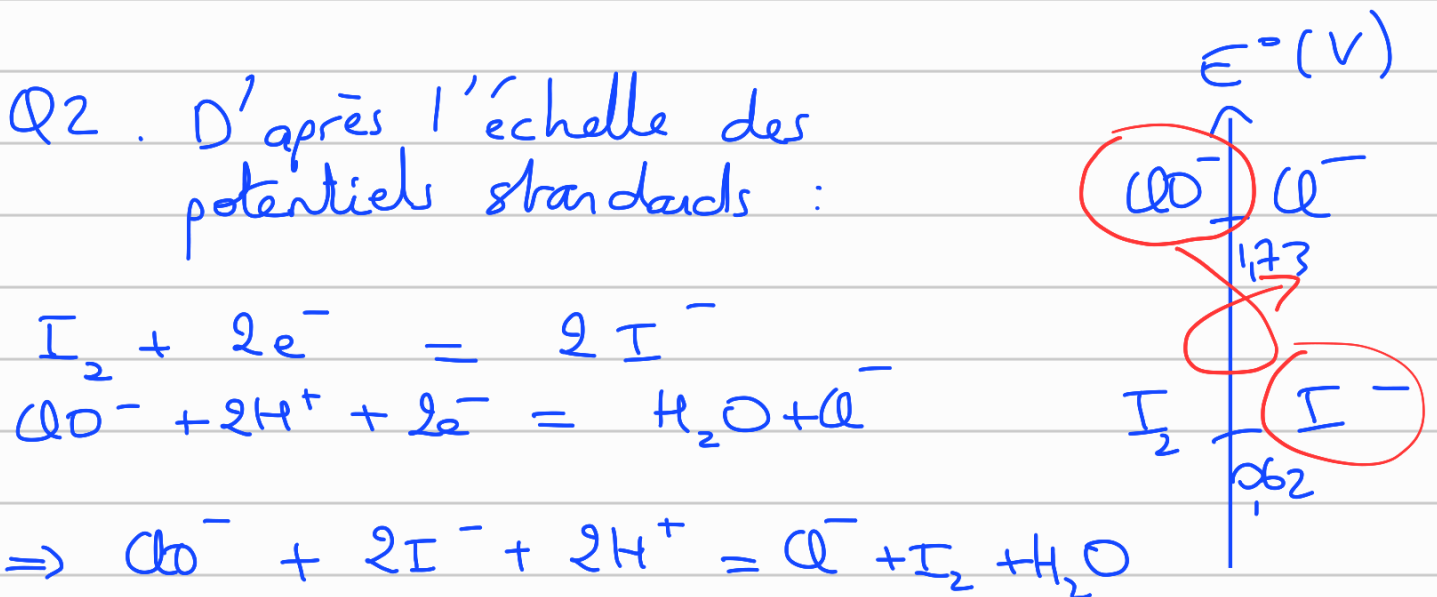 E°(V)
Q2. D'après l'échelle des
potentiels standards :
ClO⁻ Cl⁻
1,73
I₂ + 2e⁻ = 2I⁻
ClO⁻ + 2H⁺ + 2e⁻ = H₂O + Cl⁻
I₂ I⁻
0,62
⇒ ClO⁻ + 2I⁻ + 2H⁺ = Cl⁻ + I₂ + H₂O